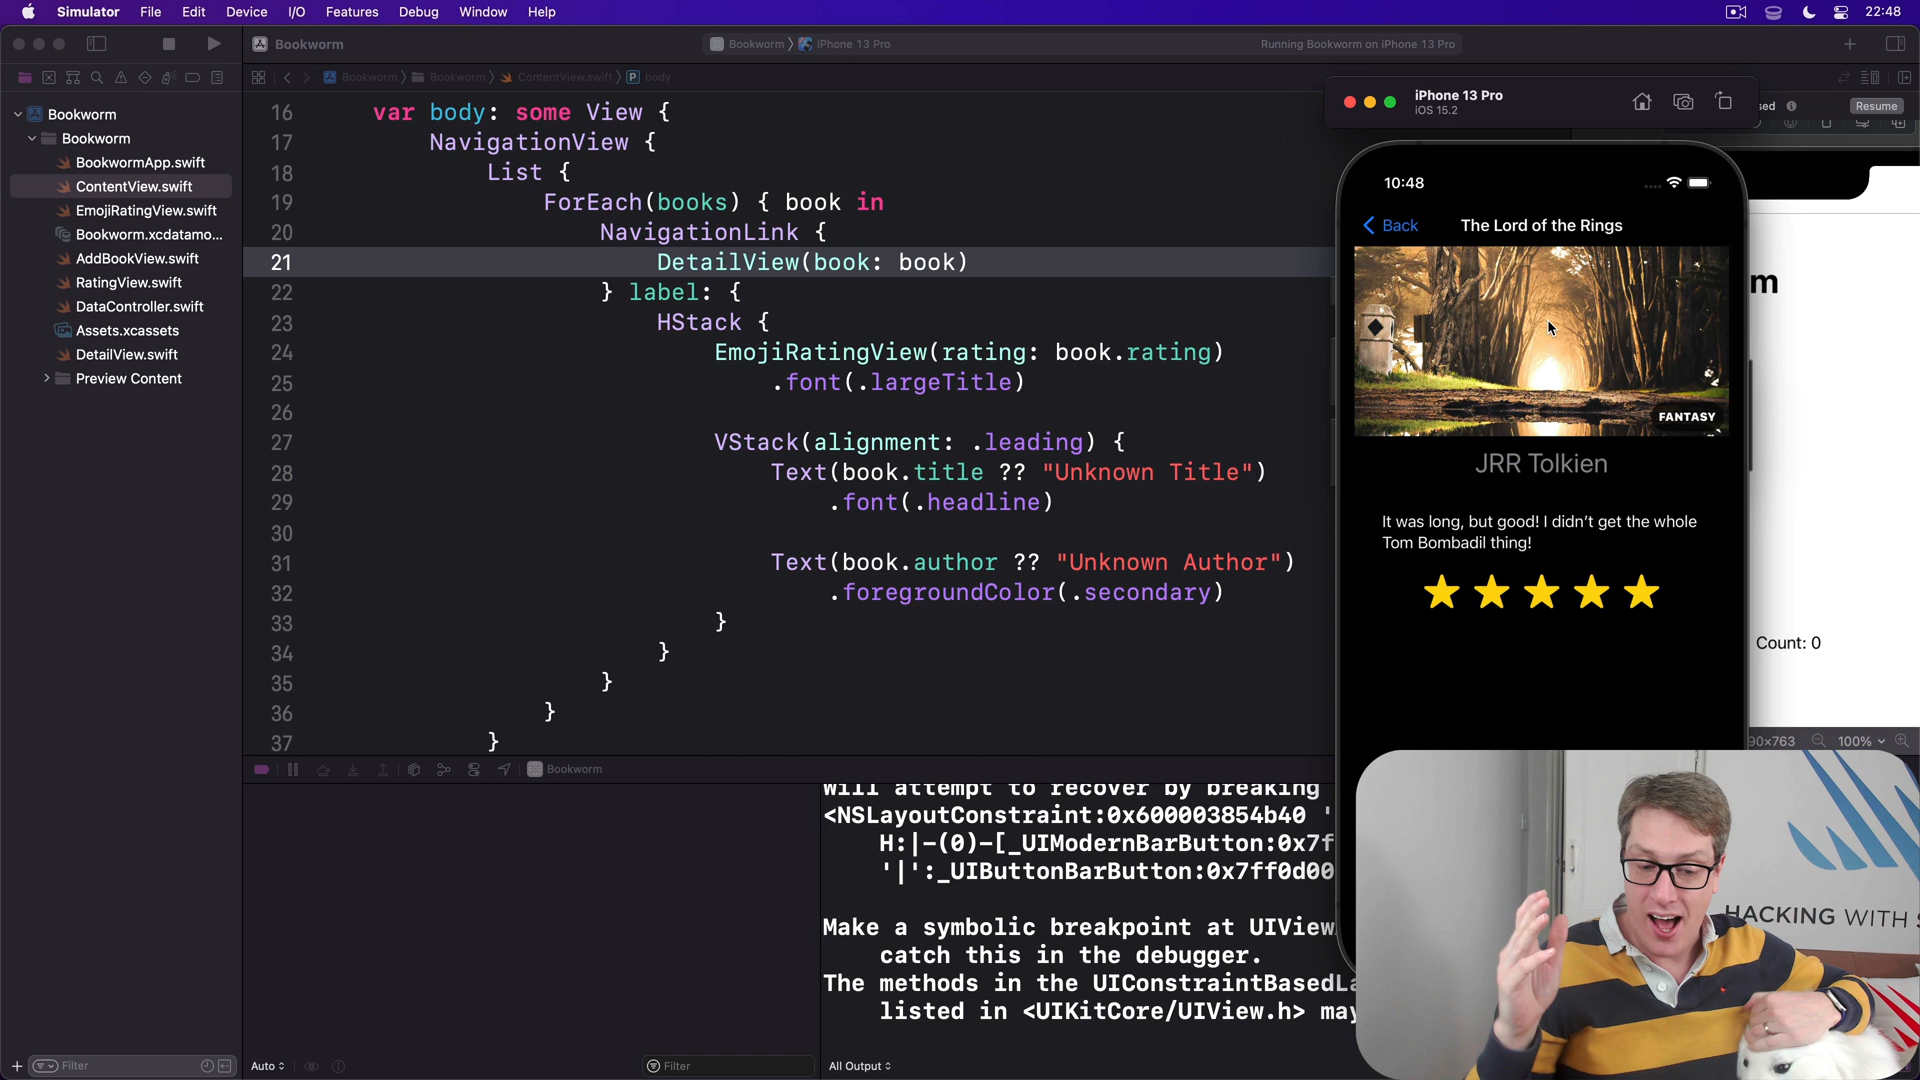 Simulator File Edit Device I/O Features Debug Window Help 22:48
Bookworm
Bookworm iPhone 13 Pro
Running Bookworm on iPhone 13 Pro
Bookworm Bookworm ContentView.swift body
Bookworm
Bookworm
BookwormApp.swift
ContentView.swift
EmojiRatingView.swift
Bookworm.xcdatamo...
AddBookView.swift
RatingView.swift
DataController.swift
Assets.xcassets
DetailView.swift
Preview Content
16 var body: some View {
17 NavigationView {
18 List {
19 ForEach(books) { book in
20 NavigationLink {
21 DetailView(book: book)
22 } label: {
23 HStack {
24 EmojiRatingView(rating: book.rating)
25 .font(.largeTitle)
26
27 VStack(alignment: .leading) {
28 Text(book.title ?? "Unknown Title")
29 .font(.headline)
30
31 Text(book.author ?? "Unknown Author")
32 .foregroundColor(.secondary)
33 }
34 }
35 }
36 }
37 }
iPhone 13 Pro
iOS 15.2
sed
Resume
10:48
Back The Lord of the Rings
FANTASY
JRR Tolkien
It was long, but good! I didn't get the whole
Tom Bombadil thing!
m
Count: 0
90×763 100%
Bookworm
Will attempt to recover by breaking
<NSLayoutConstraint:0x600003854b40 '
H:|-(0)-[_UIModernBarButton:0x7f
'|':_UIButtonBarButton:0x7ff0d00
Make a symbolic breakpoint at UIView
catch this in the debugger.
The methods in the UIConstraintBasedLa
listed in <UIKitCore/UIView.h> may
HACKING WITH S
Filter
Auto
Filter
All Output